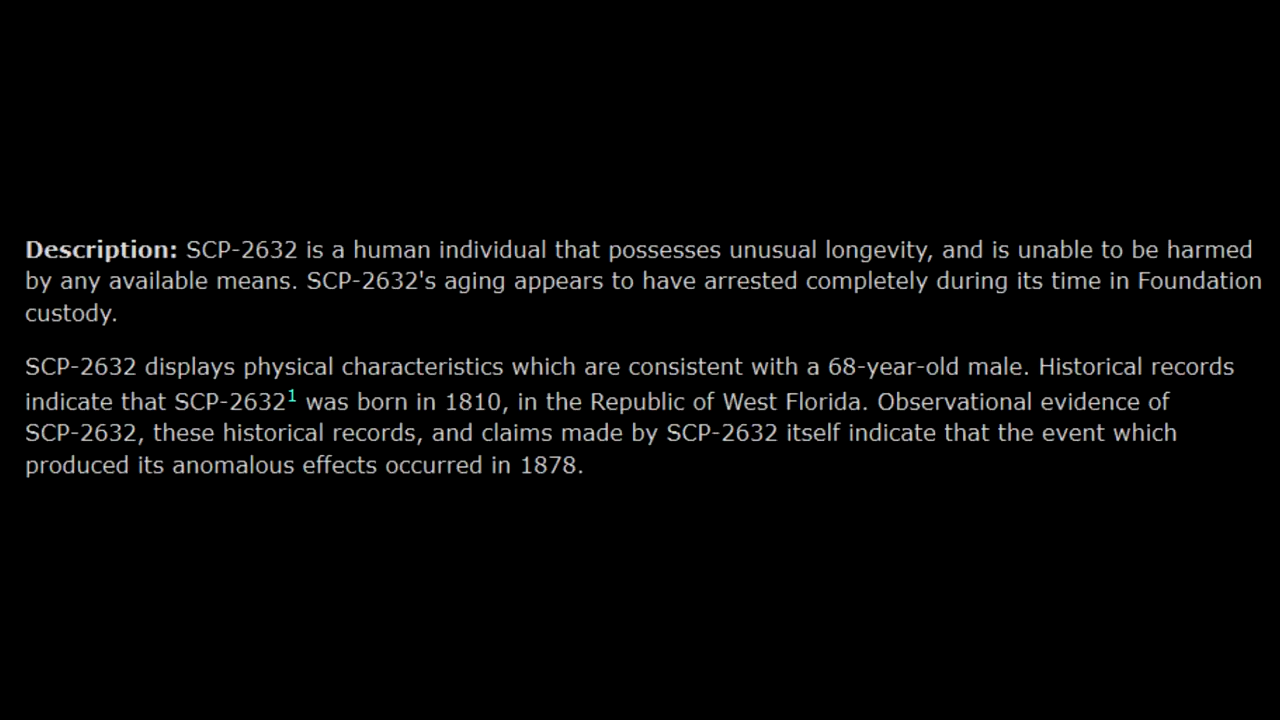 Description: SCP-2632 is a human individual that possesses unusual longevity, and is unable to be harmed
by any available means. SCP-2632's aging appears to have arrested completely during its time in Foundation
custody.
SCP-2632 displays physical characteristics which are consistent with a 68-year-old male. Historical records
indicate that SCP-2632¹ was born in 1810, in the Republic of West Florida. Observational evidence of
SCP-2632, these historical records, and claims made by SCP-2632 itself indicate that the event which
produced its anomalous effects occurred in 1878.